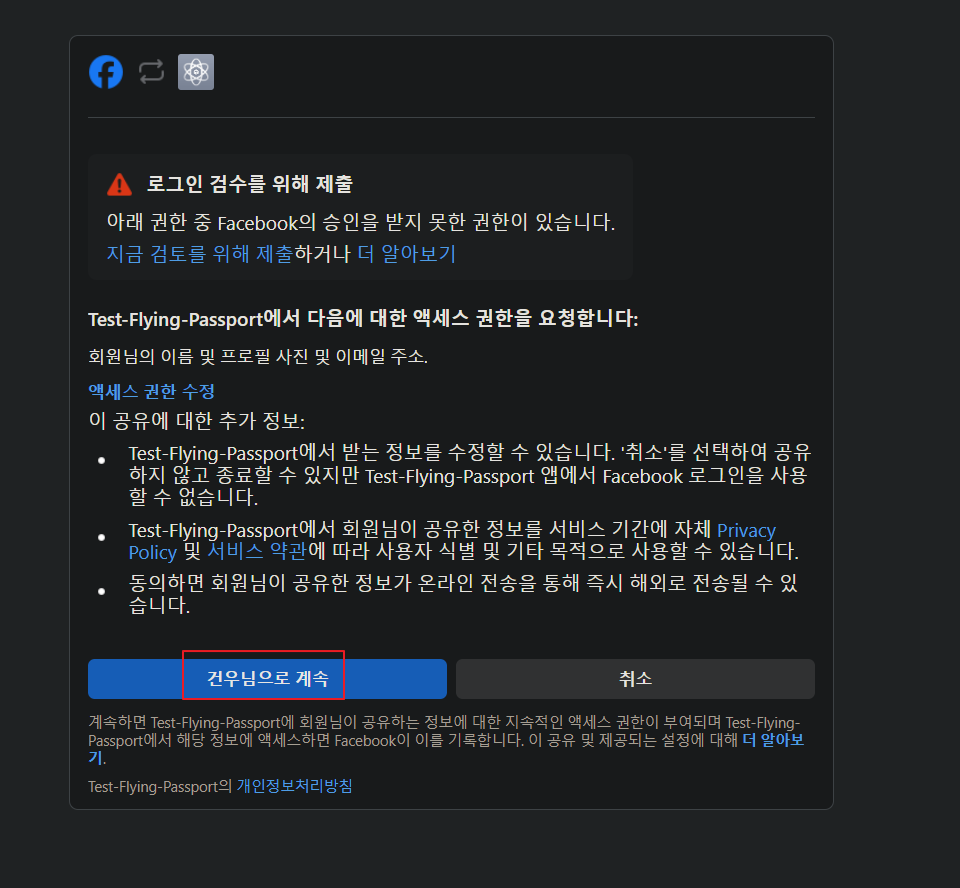 로그인 검수를 위해 제출
아래 권한 중 Facebook의 승인을 받지 못한 권한이 있습니다.
지금 검토를 위해 제출하거나 더 알아보기
Test-Flying-Passport에서 다음에 대한 액세스 권한을 요청합니다:
회원님의 이름 및 프로필 사진 및 이메일 주소.
액세스 권한 수정
이 공유에 대한 추가 정보:
Test-Flying-Passport에서 받는 정보를 수정할 수 있습니다. '취소'를 선택하여 공유
하지 않고 종료할 수 있지만 Test-Flying-Passport 앱에서 Facebook 로그인을 사용
할 수 없습니다.
Test-Flying-Passport에서 회원님이 공유한 정보를 서비스 기간에 자체 Privacy
Policy 및 서비스 약관에 따라 사용자 식별 및 기타 목적으로 사용할 수 있습니다.
동의하면 회원님이 공유한 정보가 온라인 전송을 통해 즉시 해외로 전송될 수 있
습니다.
건우님으로 계속
취소
계속하면 Test-Flying-Passport에 회원님이 공유하는 정보에 대한 지속적인 액세스 권한이 부여되며 Test-Flying-
Passport에서 해당 정보에 액세스하면 Facebook이 이를 기록합니다. 이 공유 및 제공되는 설정에 대해 더 알아보
기.
Test-Flying-Passport의 개인정보처리방침